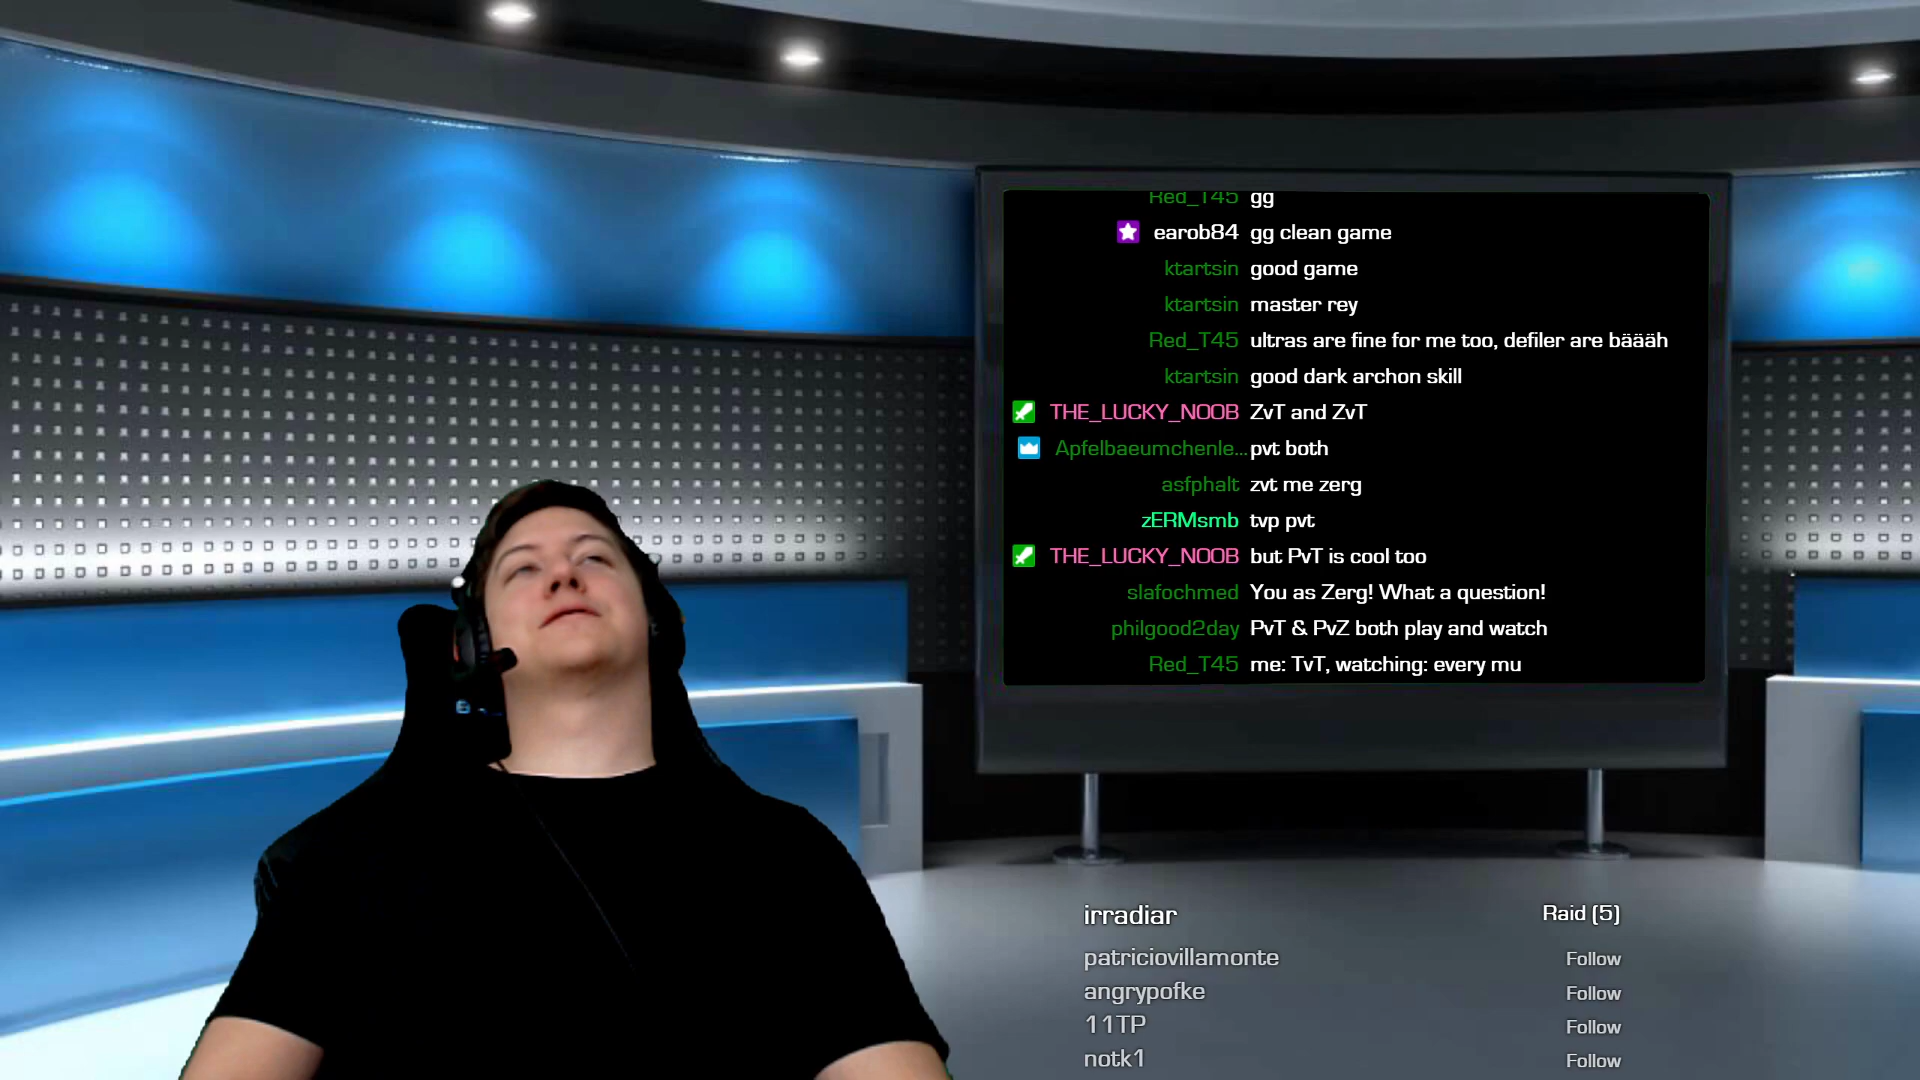 Red_T45 gg
earob84 gg clean game
ktartsin good game
ktartsin master rey
Red_T45 ultras are fine for me too, defiler are bäääh
ktartsin good dark archon skill
THE_LUCKY_NOOB ZvT and ZvT
Apfelbaeumchenle... pvt both
asfphalt zvt me zerg
zERMsmb tvp pvt
THE_LUCKY_NOOB but PvT is cool too
slafochmed You as Zerg! What a question!
philgood2day PvT & PvZ both play and watch
Red_T45 me: TvT, watching: every mu
irradiar Raid (5)
patriciovillamonte Follow
angrypofke Follow
11TP Follow
notk1 Follow